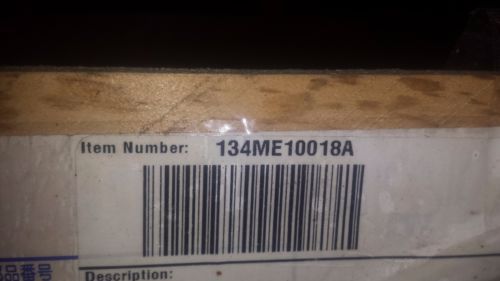 Item Number: 134ME10018A
Description:
品番号